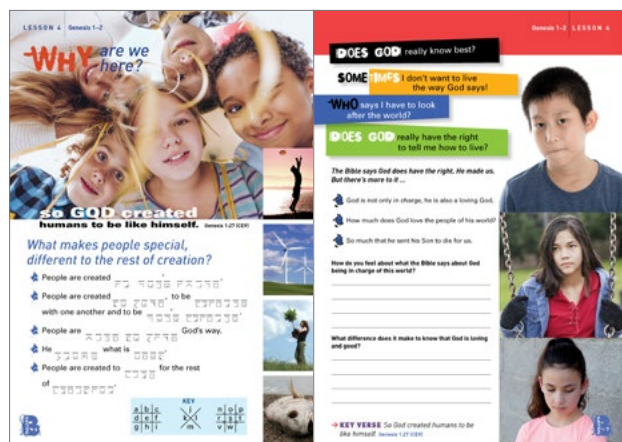 LESSON 4 | Genesis 1–2
WHY are we
here?
so GOD created
humans to be like himself. Genesis 1:27 (CEV)
What makes people special,
different to the rest of creation?
People are created
People are created to be
with one another and to be
People are God's way.
He what is
People are created to for the rest
of
KEY
a b c
d e f
g h i
j
k l
m
n o p
r s t
v w
Genesis 1–2 | LESSON 4
DOES GOD really know best?
SOMETIMES I don't want to live
the way God says!
WHO says I have to look
after the world?
DOES GOD really have the right
to tell me how to live?
The Bible says God does have the right. He made us.
But there's more to it ...
God is not only in charge, he is also a loving God.
How much does God love the people of his world?
So much that he sent his Son to die for us.
How do you feel about what the Bible says about God
being in charge of this world?
What difference does it make to know that God is loving
and good?
→ KEY VERSE So God created humans to be
like himself. Genesis 1:27 (CEV)